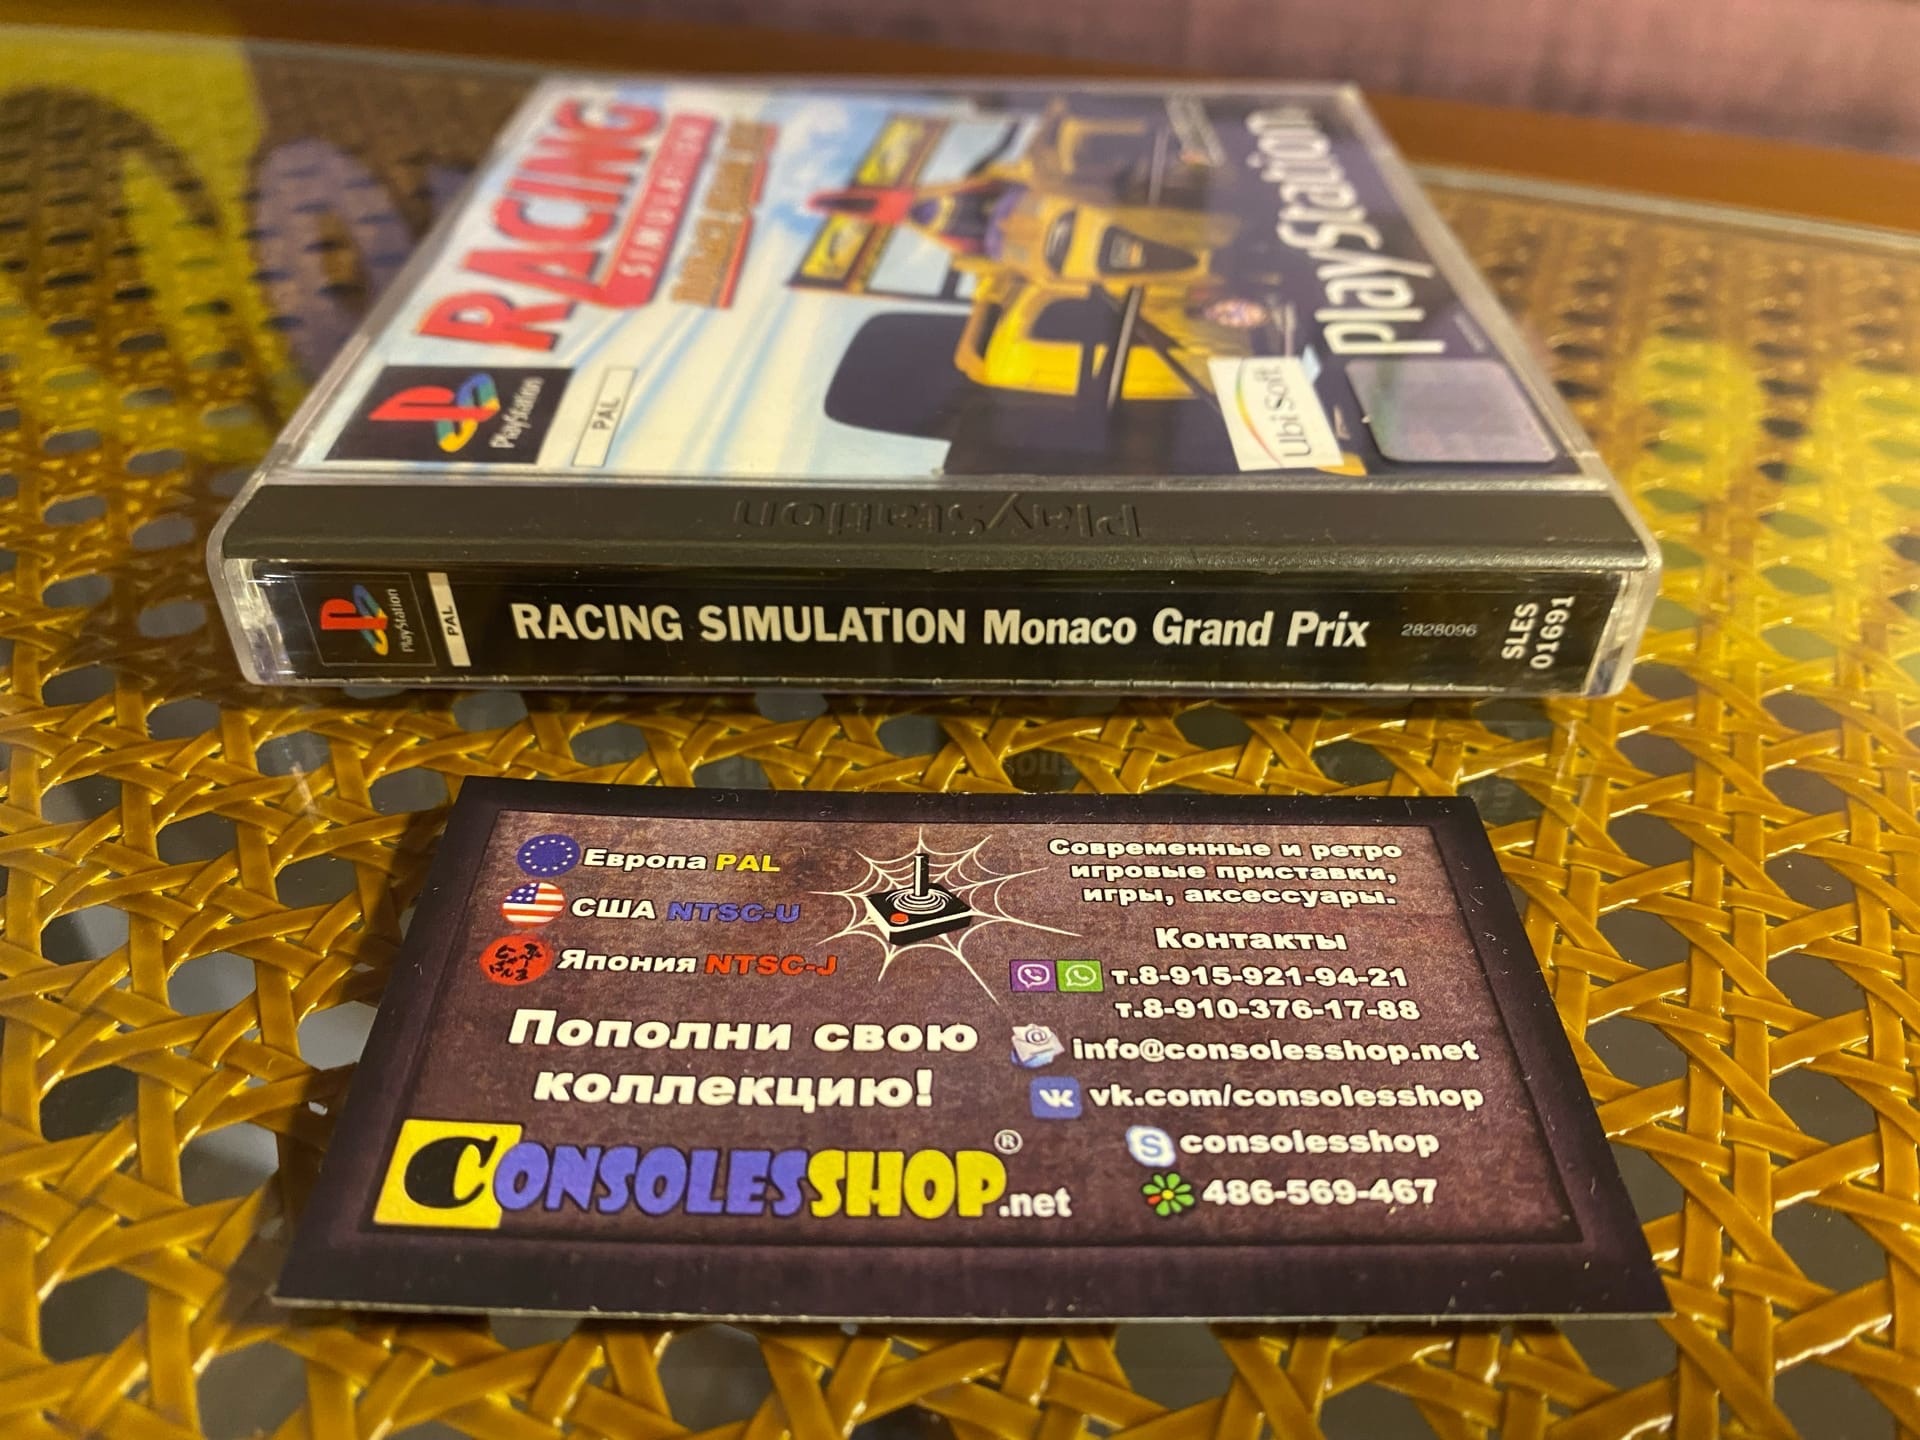 RACING
SIMULATION
PlayStation
PlayStation
PAL
Ubi Soft
PlayStation
PlayStation
PAL
RACING SIMULATION Monaco Grand Prix
2828096
SLES
01691
Европа PAL
США NTSC-U
Япония NTSC-J
Пополни свою
коллекцию!
CONSOLESSHOP®.net
Современные и ретро
игровые приставки,
игры, аксессуары.
Контакты
т.8-915-921-94-21
т.8-910-376-17-88
info@consolesshop.net
vk.com/consolesshop
consolesshop
486-569-467